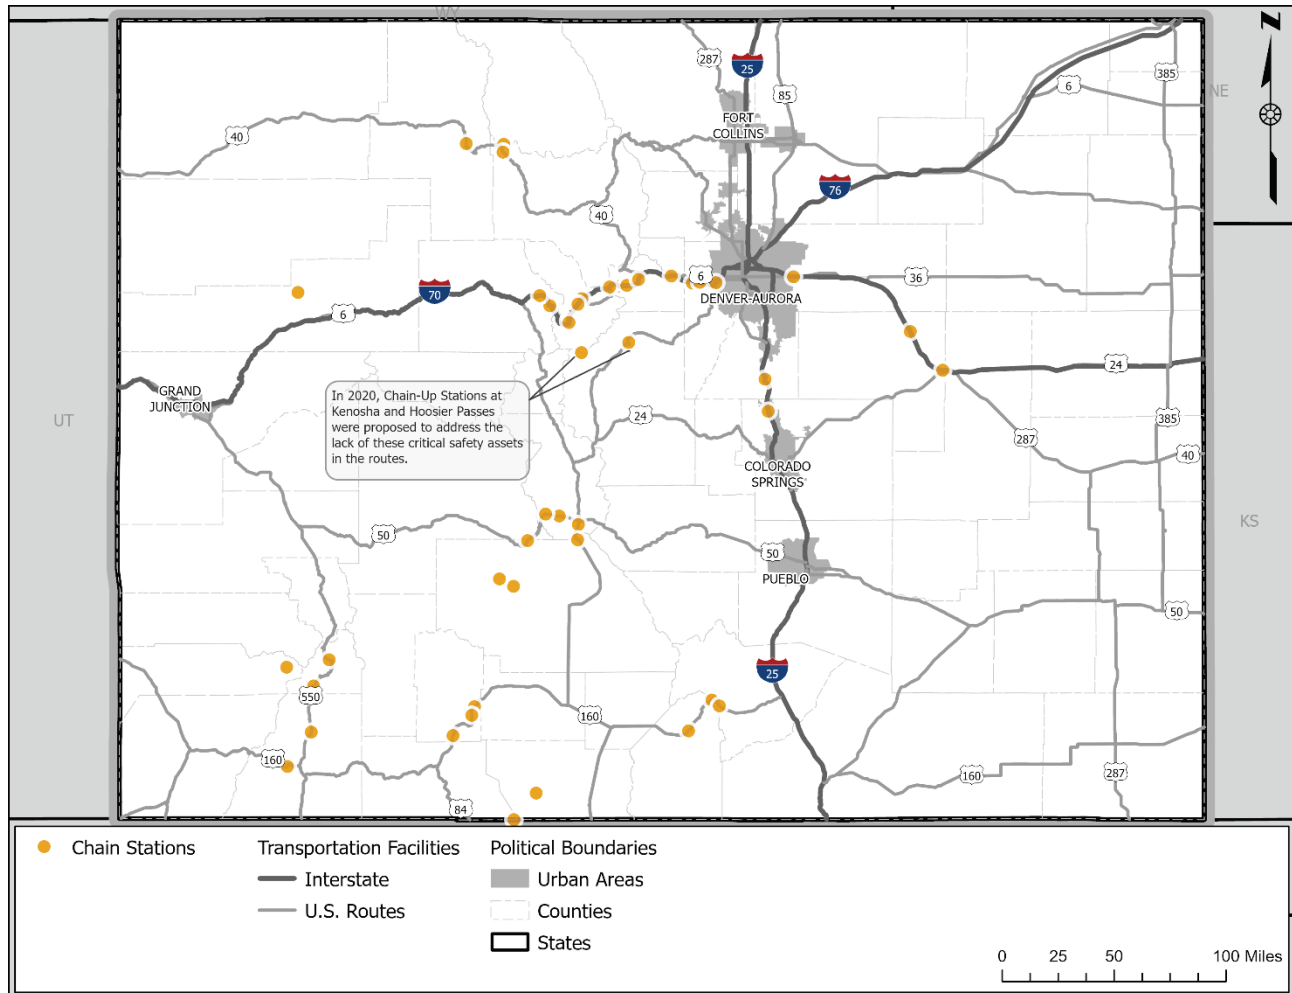 WY
N
287
25
385
85
6
NE
FORT
COLLINS
40
76
40
6
36
70
DENVER-AURORA
6
24
GRAND
JUNCTION
In 2020, Chain-Up Stations at
Kenosha and Hoosier Passes
were proposed to address the
lack of these critical safety assets
in the routes.
UT
24
385
287
40
COLORADO
SPRINGS
KS
50
50
PUEBLO
50
25
550
160
160
160
287
84
Chain Stations
Transportation Facilities
Interstate
U.S. Routes
Political Boundaries
Urban Areas
Counties
States
0 25 50 100 Miles